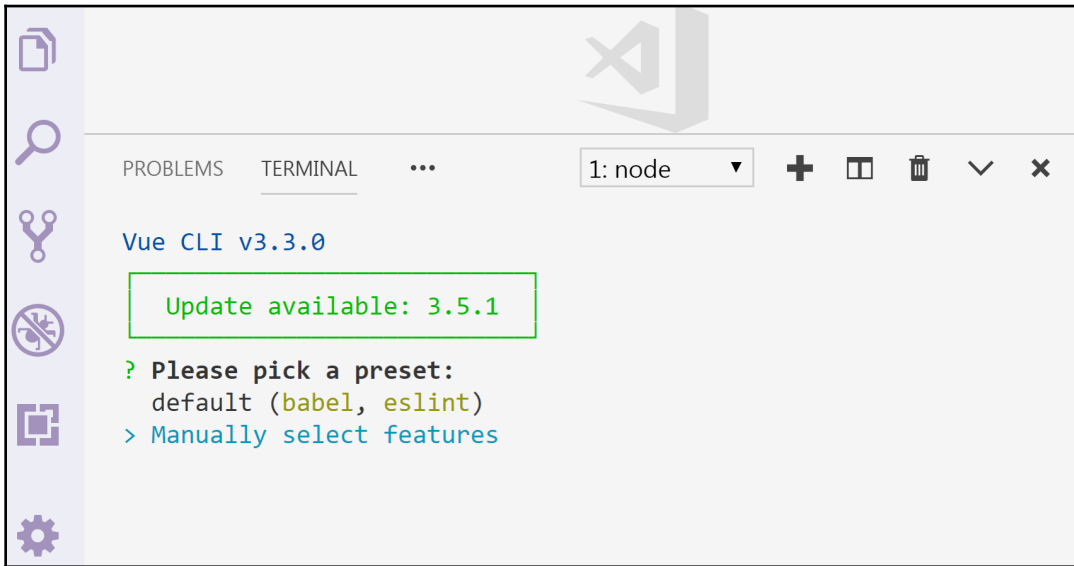 PROBLEMS TERMINAL ••• 1: node
Vue CLI v3.3.0
Update available: 3.5.1
? Please pick a preset:
default (babel, eslint)
> Manually select features